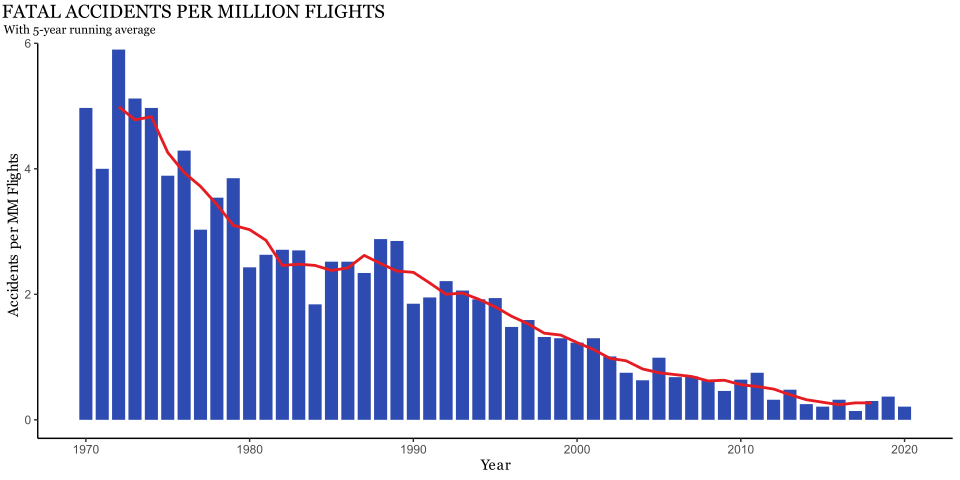 FATAL ACCIDENTS PER MILLION FLIGHTS
With 5-year running average
Accidents per MM Flights
6
4
2
0
1970 1980 1990 2000 2010 2020
Year